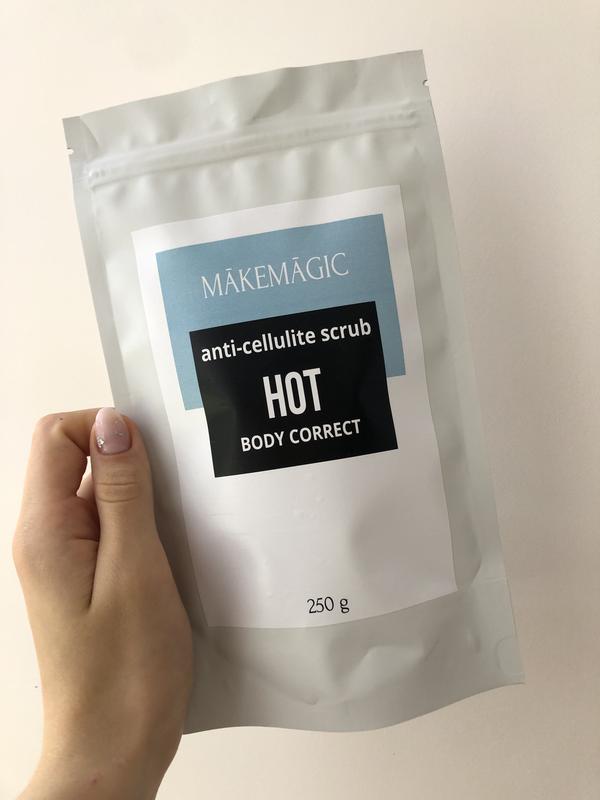 MĀKEMĀGIC
anti-cellulite scrub
HOT
BODY CORRECT
250 g